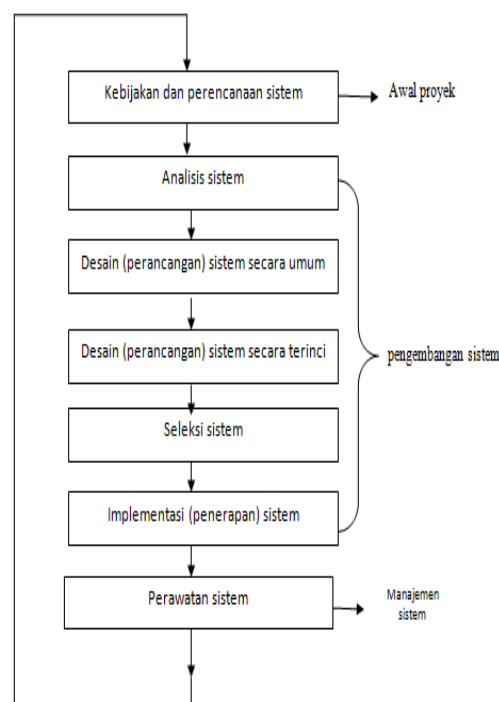 Kebijakan dan perencanaan sistem
Awal proyek
Analisis sistem
Desain (perancangan) sistem secara umum
Desain (perancangan) sistem secara terinci
pengembangan sistem
Seleksi sistem
Implementasi (penerapan) sistem
Perawatan sistem
Manajemen
sistem